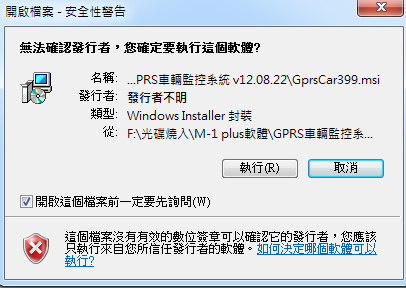 開啟檔案 - 安全性警告
無法確認發行者，您確定要執行這個軟體?
名稱: ...PRS車輛監控系統 v12.08.22\GprsCar399.msi
發行者: 發行者不明
類型: Windows Installer 封裝
從: F:\光碟燒入\M-1 plus軟體\GPRS車輛監控系...
執行(R)
取消
開啟這個檔案前一定要先詢問(W)
這個檔案沒有有效的數位簽章可以確認它的發行者，您應該
只執行來自您所信任發行者的軟體。如何決定哪個軟體可以
執行?